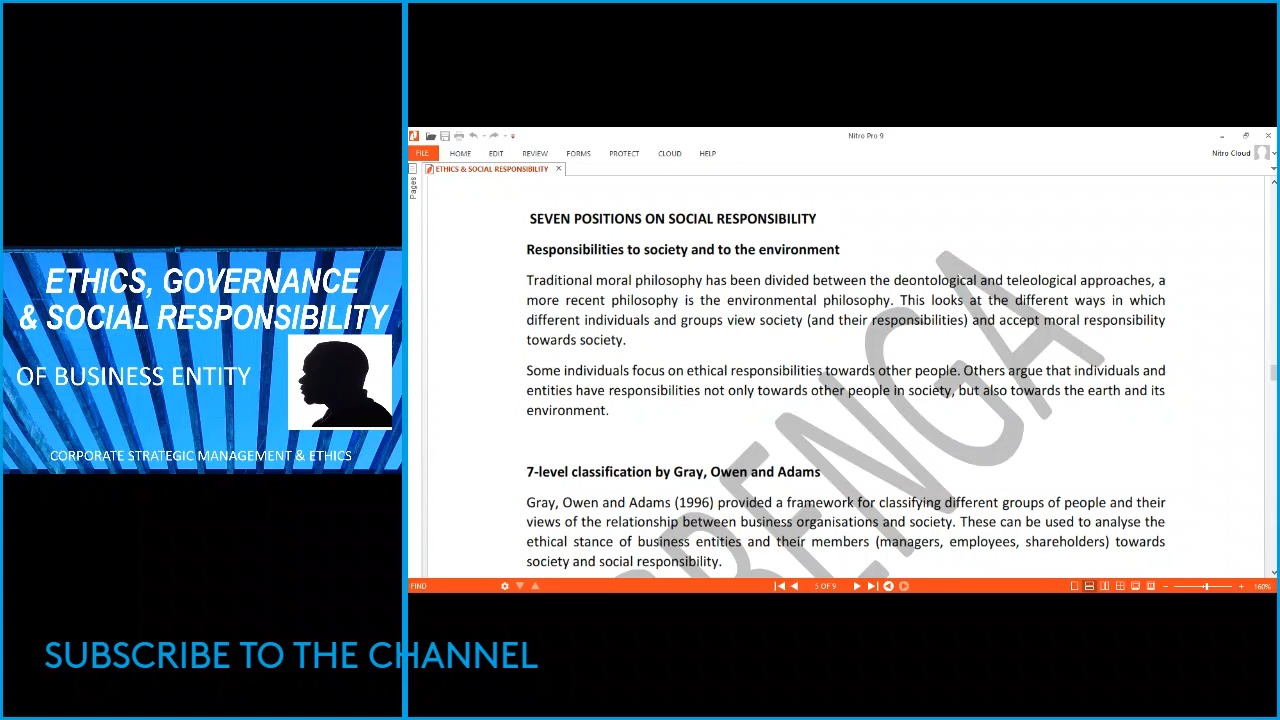 ETHICS, GOVERNANCE
& SOCIAL RESPONSIBILITY
OF BUSINESS ENTITY
CORPORATE STRATEGIC MANAGEMENT & ETHICS
SUBSCRIBE TO THE CHANNEL
Nitro Pro 9
FILE HOME EDIT REVIEW FORMS PROTECT CLOUD HELP
Nitro Cloud
ETHICS & SOCIAL RESPONSIBILITY
Pages
SEVEN POSITIONS ON SOCIAL RESPONSIBILITY
Responsibilities to society and to the environment
Traditional moral philosophy has been divided between the deontological and teleological approaches, a
more recent philosophy is the environmental philosophy. This looks at the different ways in which
different individuals and groups view society (and their responsibilities) and accept moral responsibility
towards society.
Some individuals focus on ethical responsibilities towards other people. Others argue that individuals and
entities have responsibilities not only towards other people in society, but also towards the earth and its
environment.
7-level classification by Gray, Owen and Adams
Gray, Owen and Adams (1996) provided a framework for classifying different groups of people and their
views of the relationship between business organisations and society. These can be used to analyse the
ethical stance of business entities and their members (managers, employees, shareholders) towards
society and social responsibility.
FIND
5 OF 9
160%